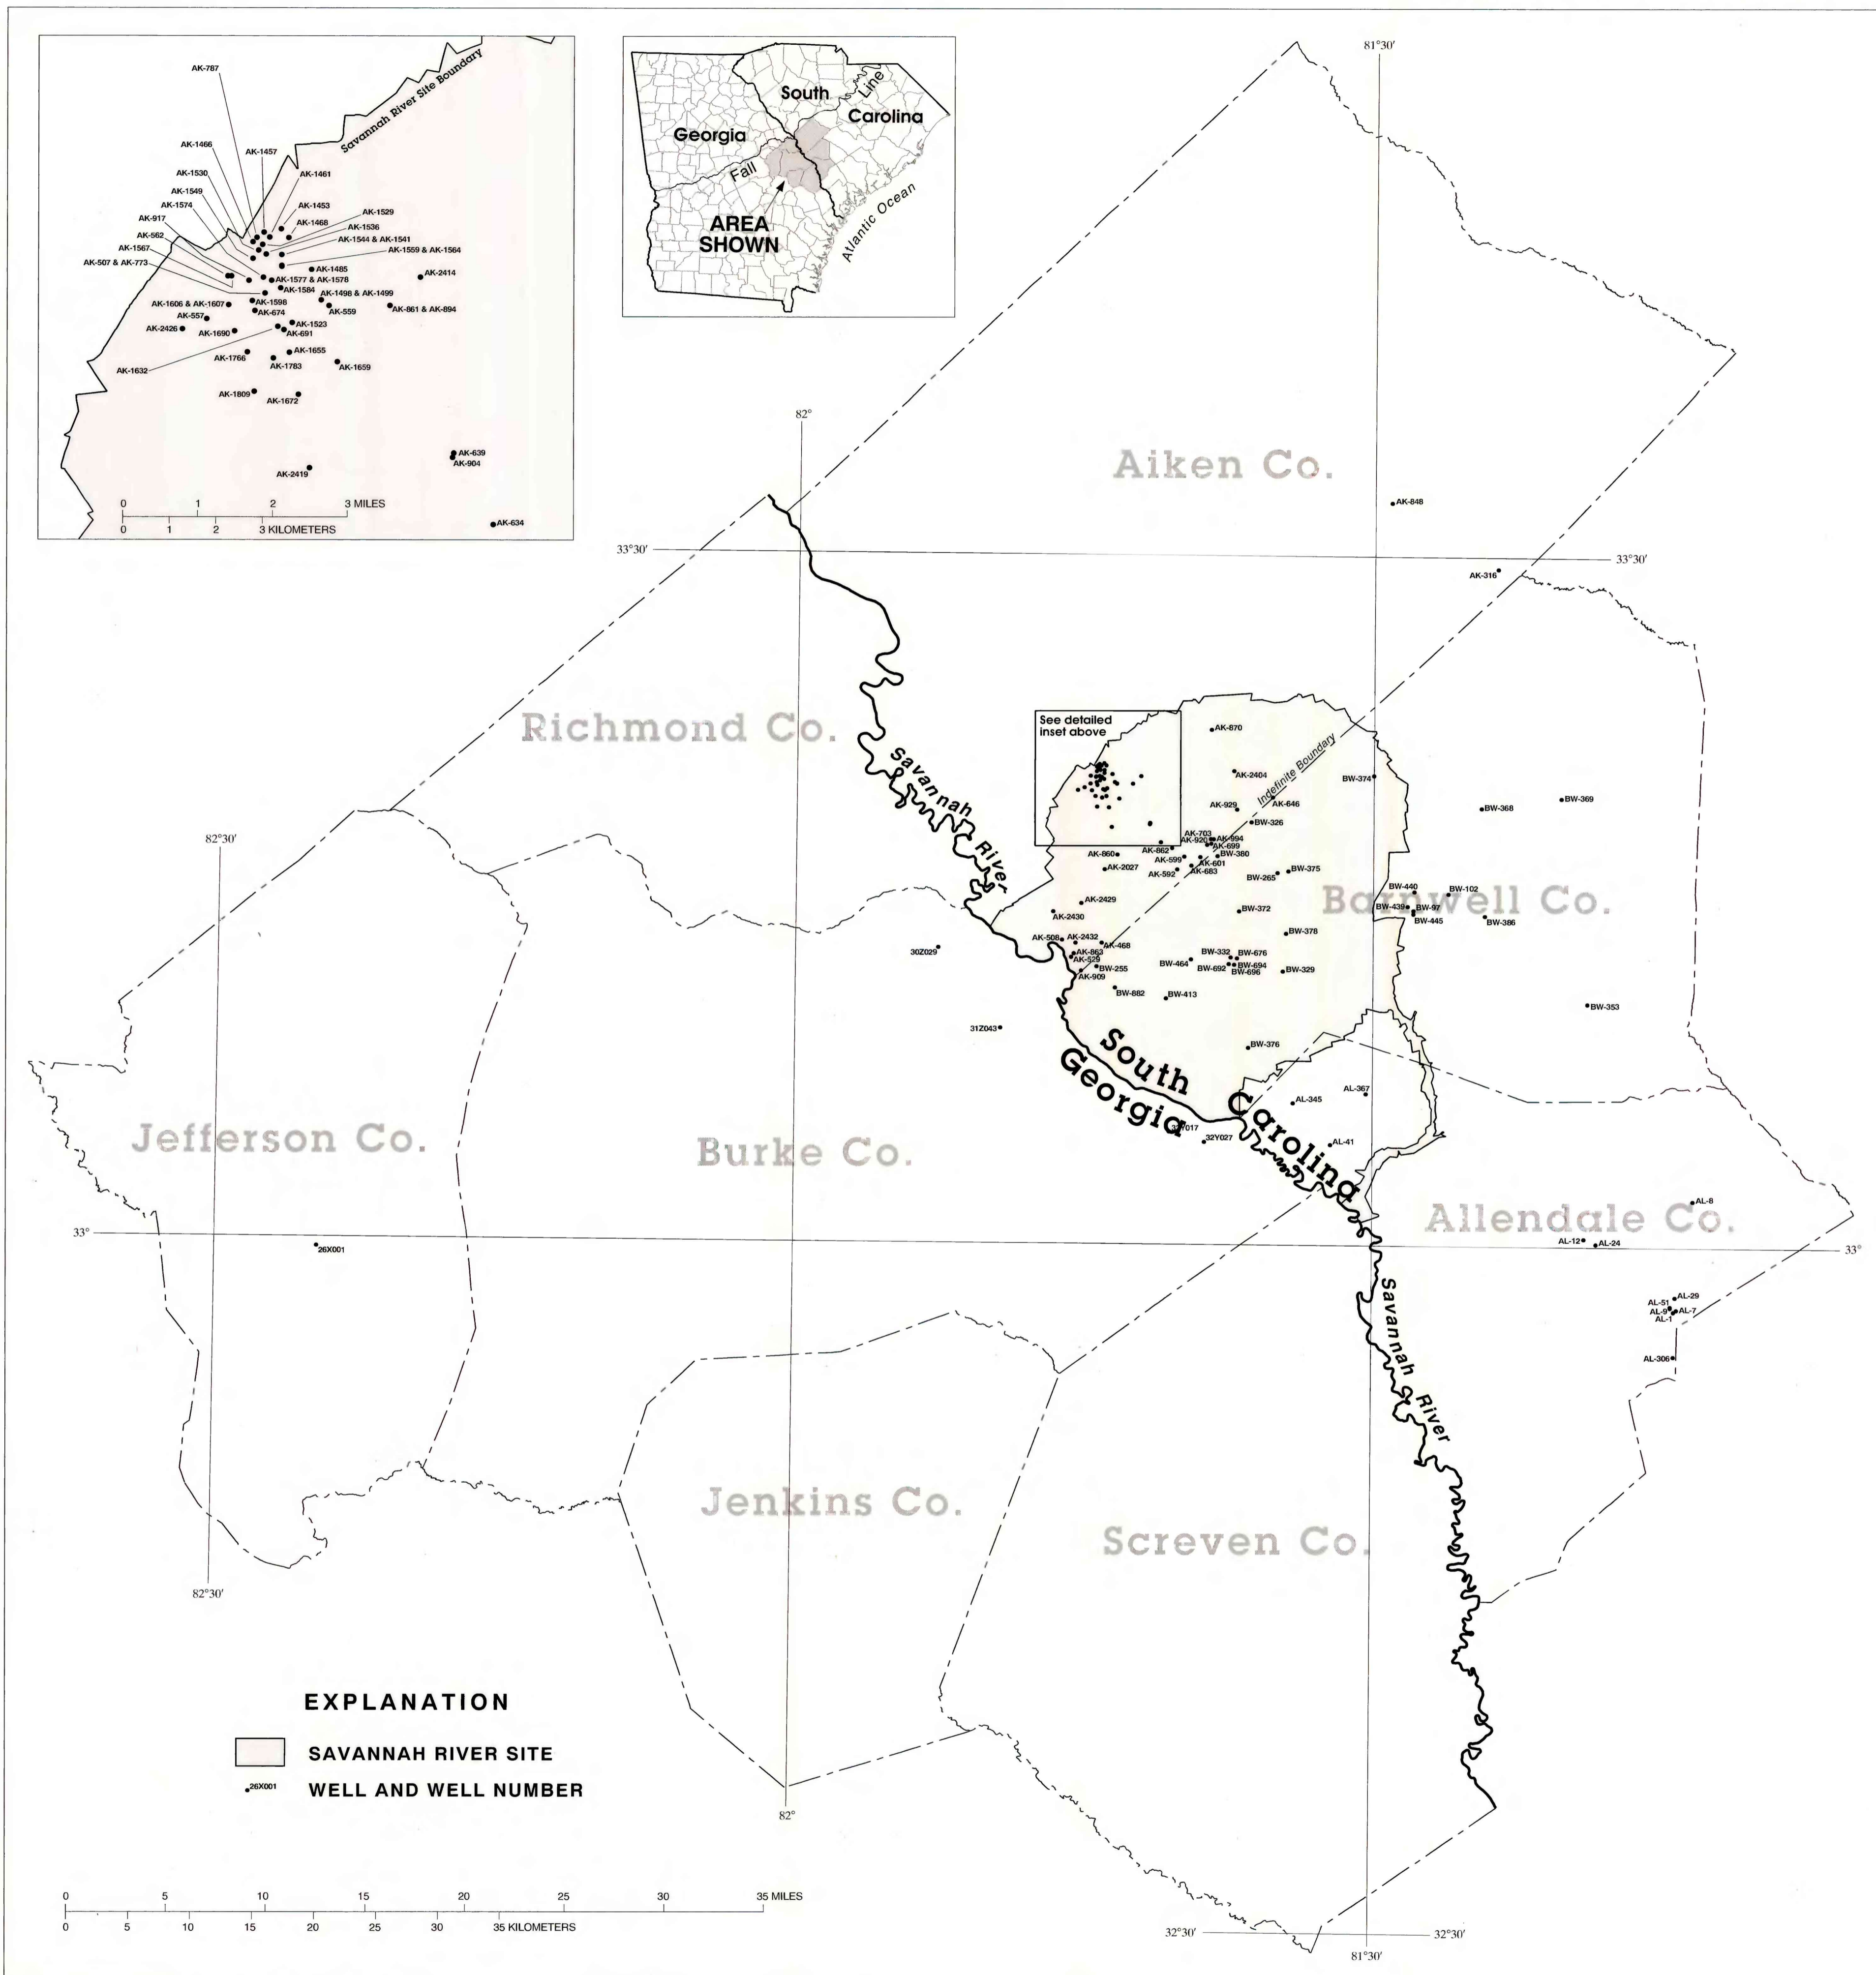 AK-787
Savannah River Site Boundary
AK-1466
AK-1457
AK-1530
AK-1461
AK-1549
AK-1574
AK-1453
AK-917
AK-1468
AK-1529
AK-562
AK-1536
AK-1567
AK-1544 & AK-1541
AK-507 & AK-773
AK-1559 & AK-1564
AK-1485
AK-2414
AK-1577 & AK-1578
AK-1584
AK-1498 & AK-1499
AK-1606 & AK-1607
AK-1598
AK-861 & AK-894
AK-557
AK-674
AK-559
AK-2426
AK-1690
AK-1523
AK-691
AK-1766
AK-1655
AK-1632
AK-1783
AK-1659
AK-1809
AK-1672
AK-639
AK-904
AK-2419
0 1 2 3 MILES
0 1 2 3 KILOMETERS
AK-634
South
Carolina
Line
Georgia
Fall
AREA
SHOWN
Atlantic Ocean
81°30′
82°
Aiken Co.
AK-848
33°30′
33°30′
AK-316
Richmond Co.
See detailed
inset above
AK-870
Savannah River
AK-2404
Indefinite Boundary
BW-374
AK-646
BW-369
AK-929
BW-368
BW-326
82°30′
AK-703
AK-994
AK-920
AK-699
AK-862
BW-380
AK-860
AK-599
AK-601
AK-2027
AK-592
AK-683
BW-375
BW-265
BW-440
BW-102
Barnwell Co.
AK-2429
AK-2430
BW-372
BW-439
BW-97
BW-445
BW-386
BW-378
AK-508
AK-2432
AK-468
30Z029
AK-863
AK-529
BW-332
BW-676
BW-255
BW-464
BW-694
AK-909
BW-692
BW-696
BW-329
BW-882
BW-413
BW-353
31Z043
BW-376
South Carolina
Georgia
AL-367
AL-345
Jefferson Co.
Burke Co.
32Y017
32Y027
AL-41
AL-8
Allendale Co.
33°
AL-12
AL-24
33°
26X001
Savannah River
AL-29
AL-51
AL-9
AL-7
AL-1
AL-306
Jenkins Co.
Screven Co.
82°30′
EXPLANATION
SAVANNAH RIVER SITE
26X001
WELL AND WELL NUMBER
82°
0 5 10 15 20 25 30 35 MILES
0 5 10 15 20 25 30 35 KILOMETERS
32°30′
32°30′
81°30′